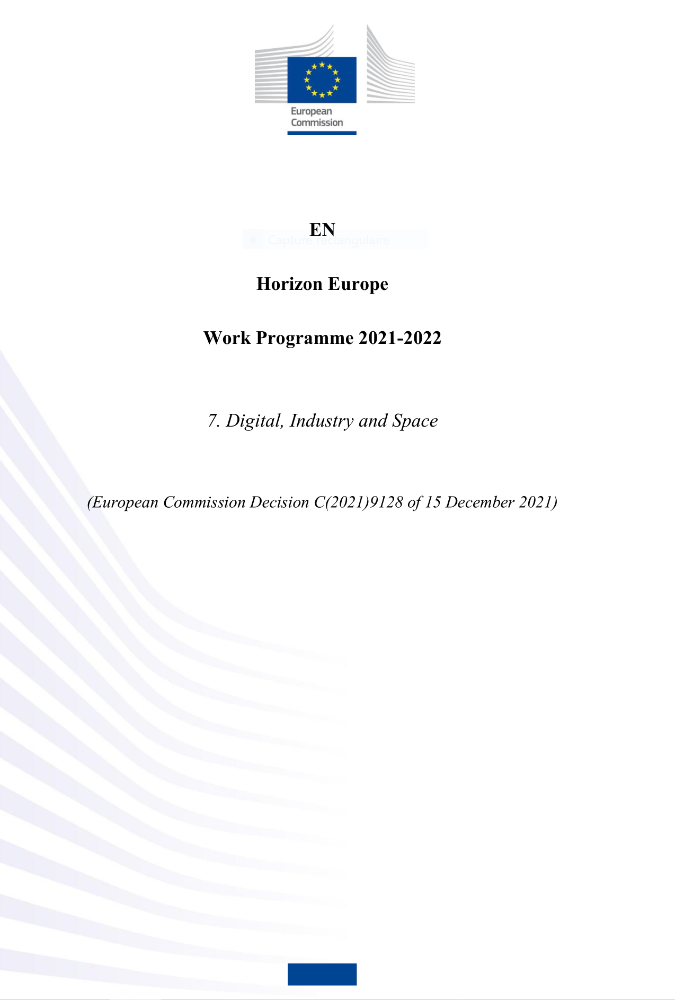 European
Commission
EN
Capture rectangulaire
Horizon Europe
Work Programme 2021-2022
7. Digital, Industry and Space
(European Commission Decision C(2021)9128 of 15 December 2021)